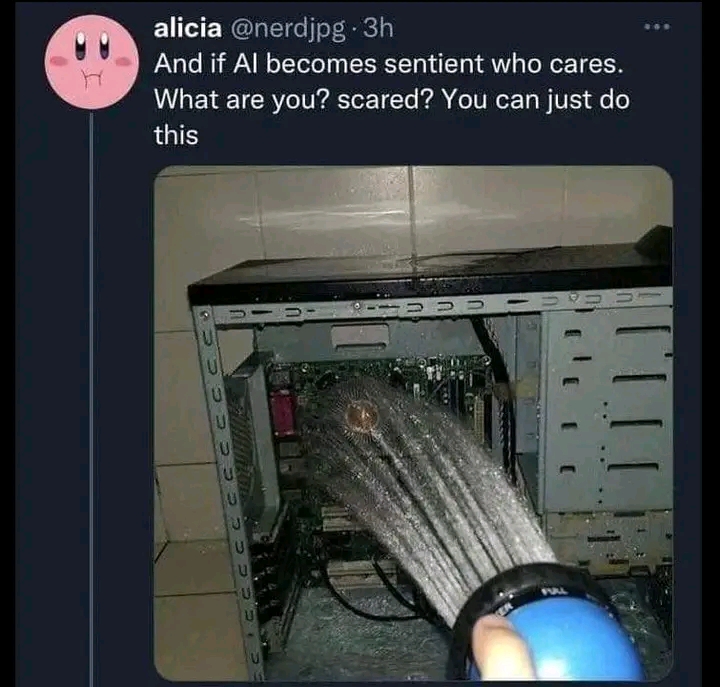 alicia @nerdjpg · 3h
And if AI becomes sentient who cares.
What are you? scared? You can just do
this
FULL